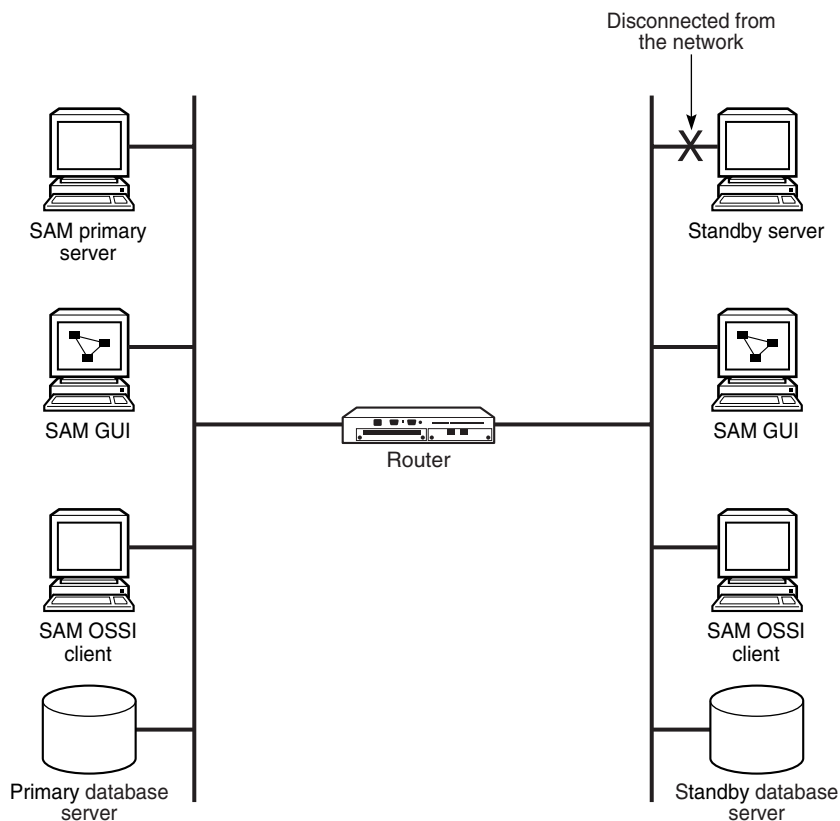 Disconnected from
the network
SAM primary
server
Standby server
SAM GUI
SAM GUI
Router
SAM OSSI
client
SAM OSSI
client
Primary database
server
Standby database
server